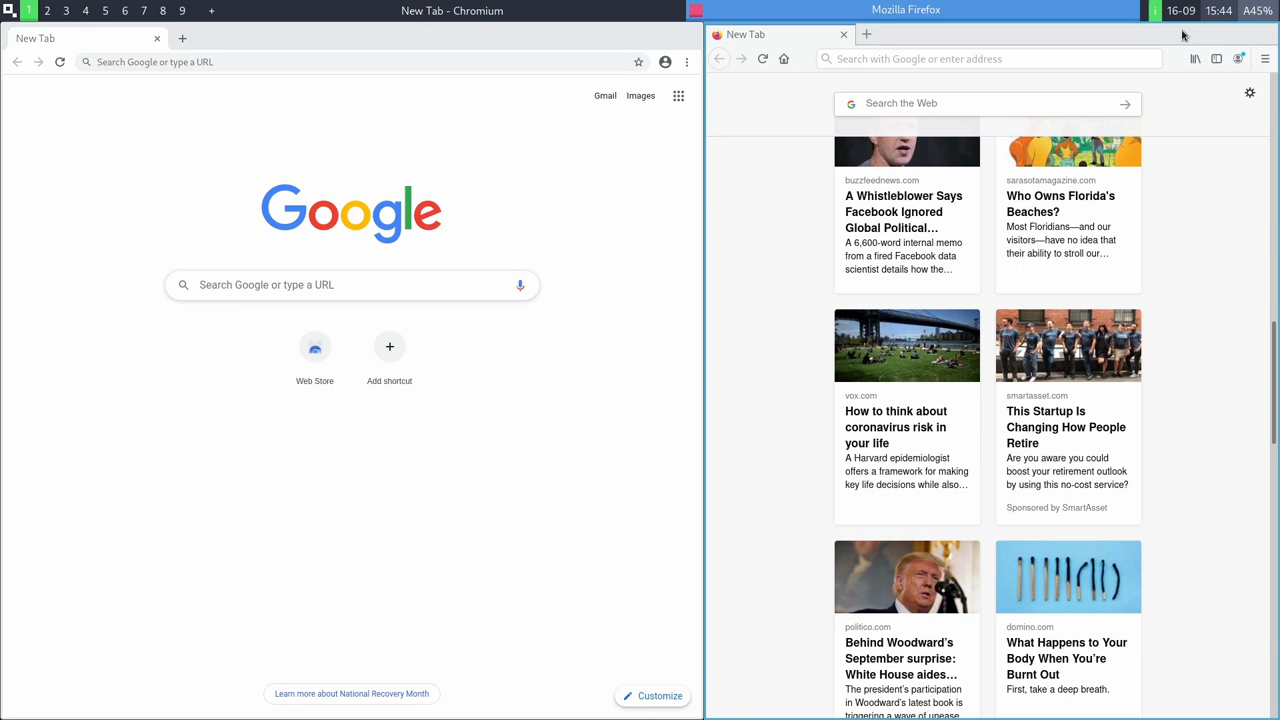 1 2 3 4 5 6 7 8 9 + New Tab - Chromium Mozilla Firefox i 16-09 15:44 A45%
New Tab
Search Google or type a URL
Gmail Images
Google
Search Google or type a URL
Web Store Add shortcut
Learn more about National Recovery Month
Customize
New Tab
Search with Google or enter address
Search the Web
buzzfeednews.com
A Whistleblower Says
Facebook Ignored
Global Political…
A 6,600-word internal memo
from a fired Facebook data
scientist details how the…
sarasotamagazine.com
Who Owns Florida's
Beaches?
Most Floridians—and our
visitors—have no idea that
their ability to stroll our…
vox.com
How to think about
coronavirus risk in
your life
A Harvard epidemiologist
offers a framework for making
key life decisions while also…
smartasset.com
This Startup Is
Changing How People
Retire
Are you aware you could
boost your retirement outlook
by using this no-cost service?
Sponsored by SmartAsset
politico.com
Behind Woodward's
September surprise:
White House aides…
The president's participation
in Woodward's latest book is
triggering a wave of unease
domino.com
What Happens to Your
Body When You're
Burnt Out
First, take a deep breath.